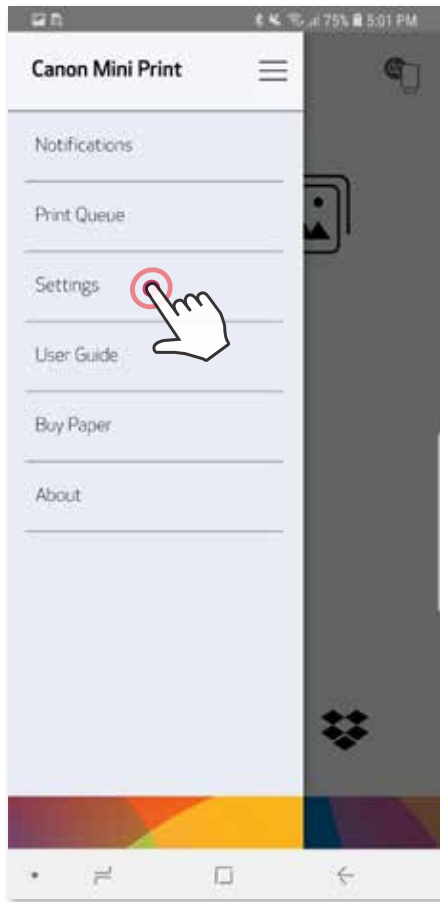 75% 5:01 PM
Canon Mini Print
Notifications
Print Queue
Settings
User Guide
Buy Paper
About